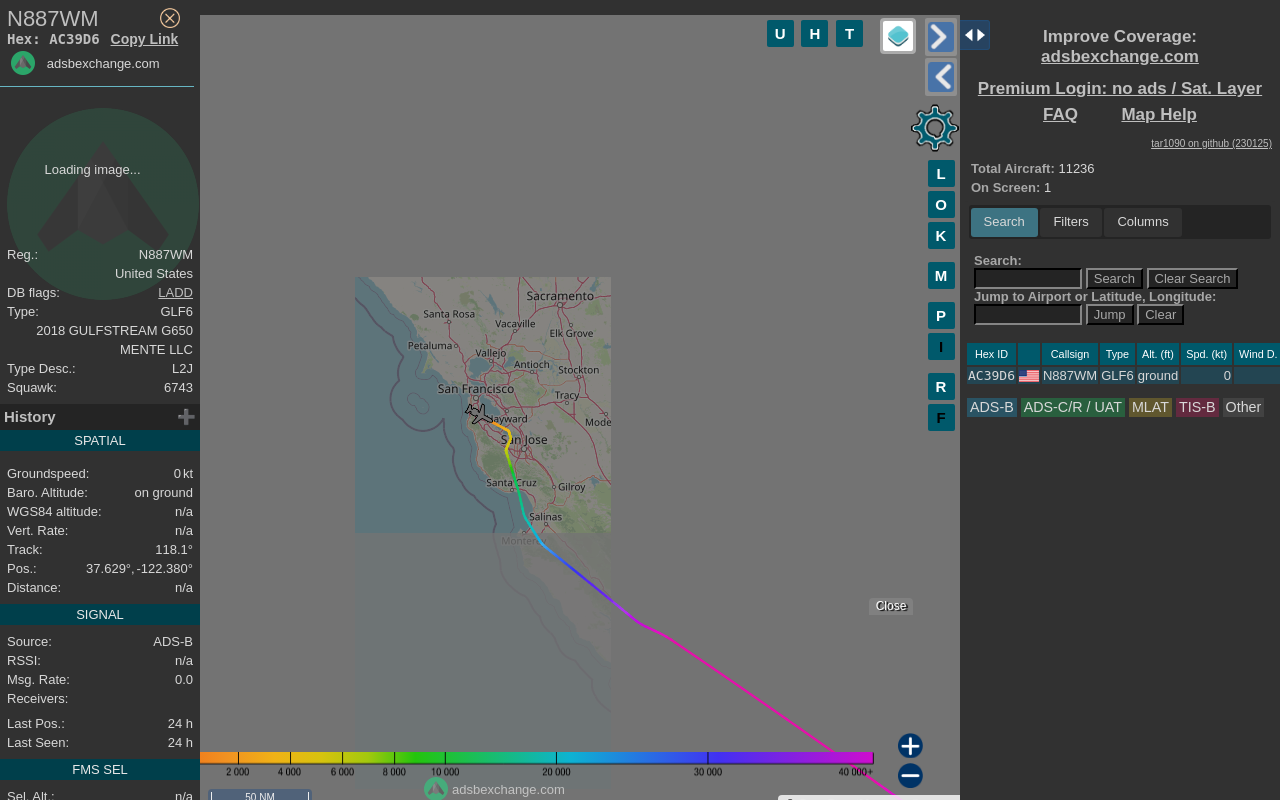 N887WM
Hex: AC39D6 Copy Link
adsbexchange.com
Loading image...
Reg.: N887WM
United States
DB flags: LADD
Type: GLF6
2018 GULFSTREAM G650
MENTE LLC
Type Desc.: L2J
Squawk: 6743
History
SPATIAL
Groundspeed: 0 kt
Baro. Altitude: on ground
WGS84 altitude: n/a
Vert. Rate: n/a
Track: 118.1°
Pos.: 37.629°, -122.380°
Distance: n/a
SIGNAL
Source: ADS-B
RSSI: n/a
Msg. Rate: 0.0
Receivers:
Last Pos.: 24 h
Last Seen: 24 h
FMS SEL
Sel. Alt.: n/a
U H T
L
O
K
M
P
I
R
F
Sacramento
Santa Rosa
Vacaville
Elk Grove
Petaluma
Vallejo
Antioch
Stockton
San Francisco
Tracy
Hayward
Mode
San Jose
Santa Cruz
Gilroy
Salinas
Monterey
Close
2 000 4 000 6 000 8 000 10 000 20 000 30 000 40 000+
adsbexchange.com
50 NM
Improve Coverage:
adsbexchange.com
Premium Login: no ads / Sat. Layer
FAQ Map Help
tar1090 on github (230125)
Total Aircraft: 11236
On Screen: 1
Search Filters Columns
Search:
Search Clear Search
Jump to Airport or Latitude, Longitude:
Jump Clear
Hex ID Callsign Type Alt. (ft) Spd. (kt) Wind D.
AC39D6 N887WM GLF6 ground 0
ADS-B ADS-C/R / UAT MLAT TIS-B Other